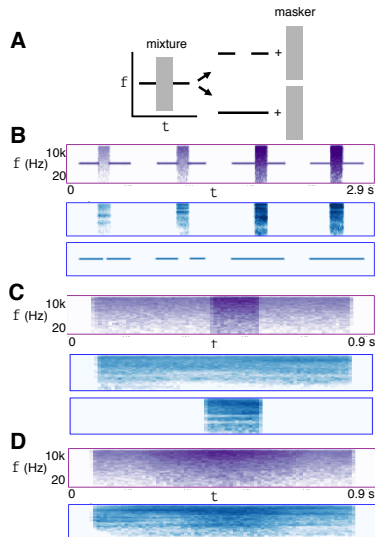 masker
A
mixture
f
+
+
t
B
f (Hz)
10k
20
0
t
2.9 s
C
f (Hz)
10k
20
0
t
0.9 s
D
f (Hz)
10k
20
0
t
0.9 s